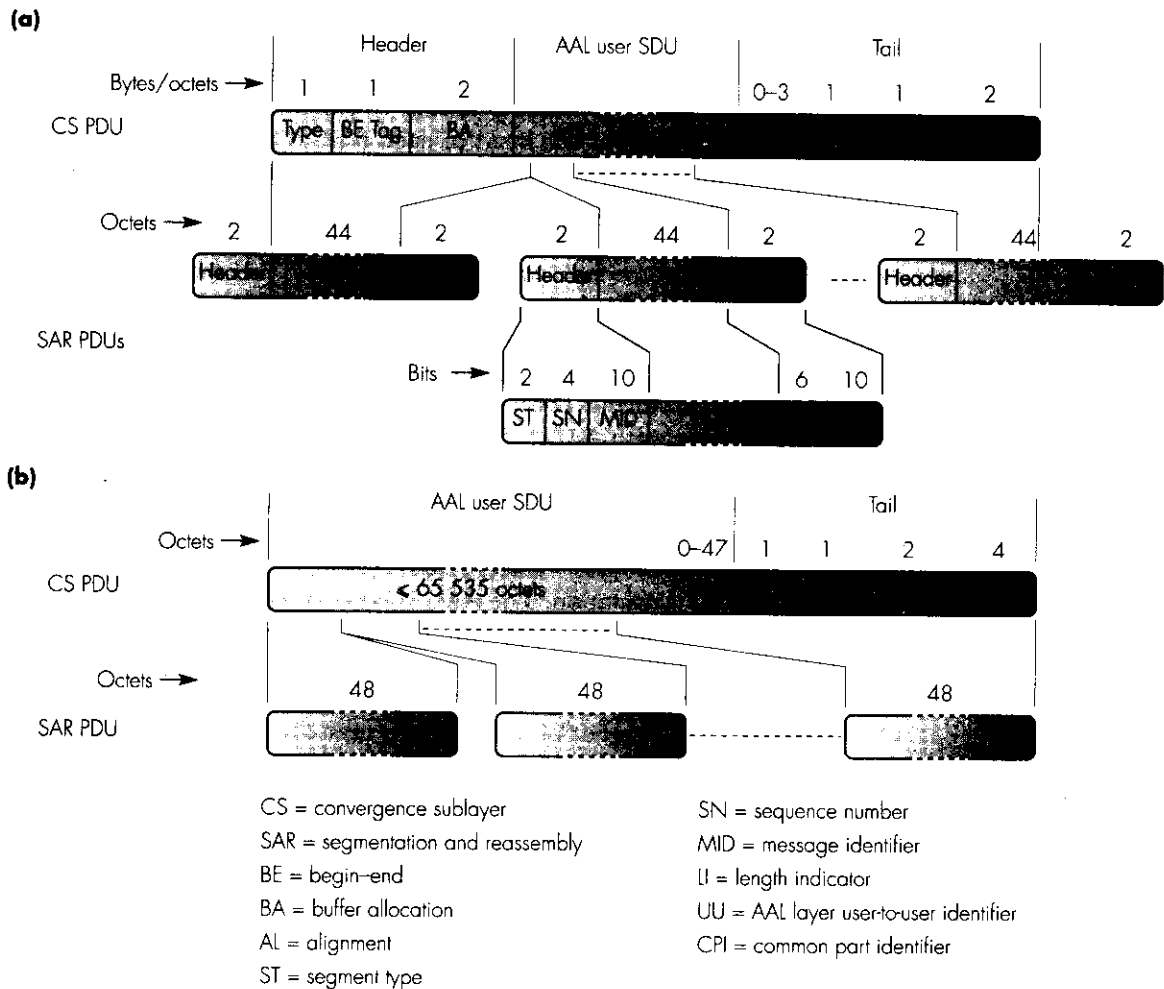 (a)
Header AAL user SDU Tail
Bytes/octets 1 1 2 0–3 1 1 2
CS PDU Type BE Tag BA
Octets 2 44 2 2 44 2 2 44 2
Header Header Header
SAR PDUs
Bits 2 4 10 6 10
ST SN MID
(b)
AAL user SDU Tail
Octets 0–47 1 1 2 4
CS PDU ⩽ 65 535 octets
Octets 48 48 48
SAR PDU
CS = convergence sublayer
SAR = segmentation and reassembly
BE = begin–end
BA = buffer allocation
AL = alignment
ST = segment type
SN = sequence number
MID = message identifier
LI = length indicator
UU = AAL layer user-to-user identifier
CPI = common part identifier